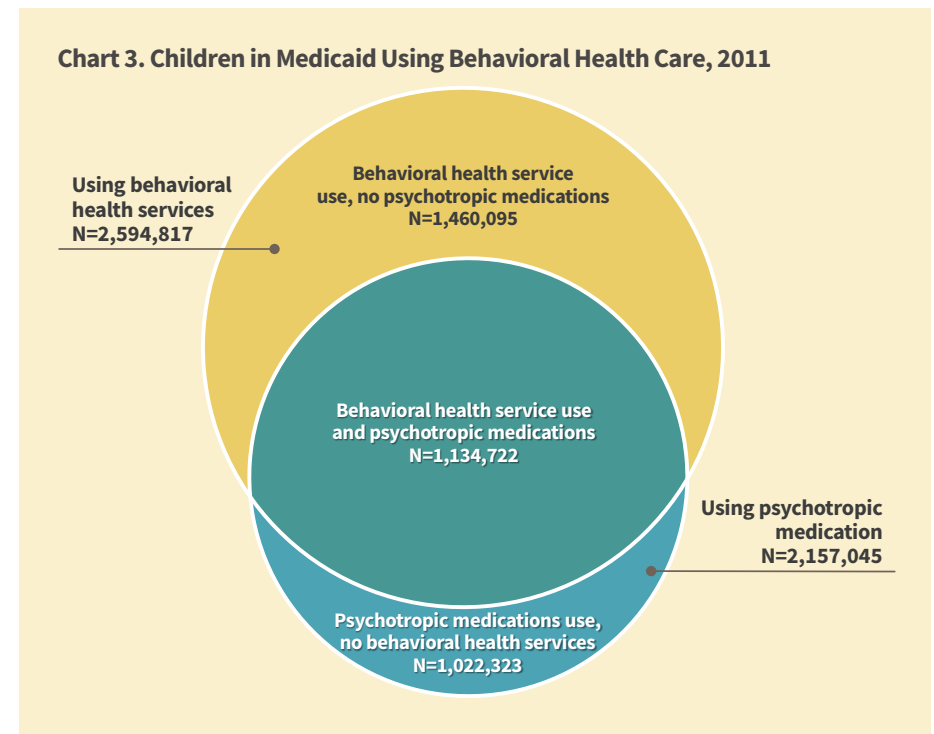 Chart 3. Children in Medicaid Using Behavioral Health Care, 2011
Using behavioral
health services
N=2,594,817
Behavioral health service
use, no psychotropic medications
N=1,460,095
Behavioral health service use
and psychotropic medications
N=1,134,722
Using psychotropic
medication
N=2,157,045
Psychotropic medications use,
no behavioral health services
N=1,022,323